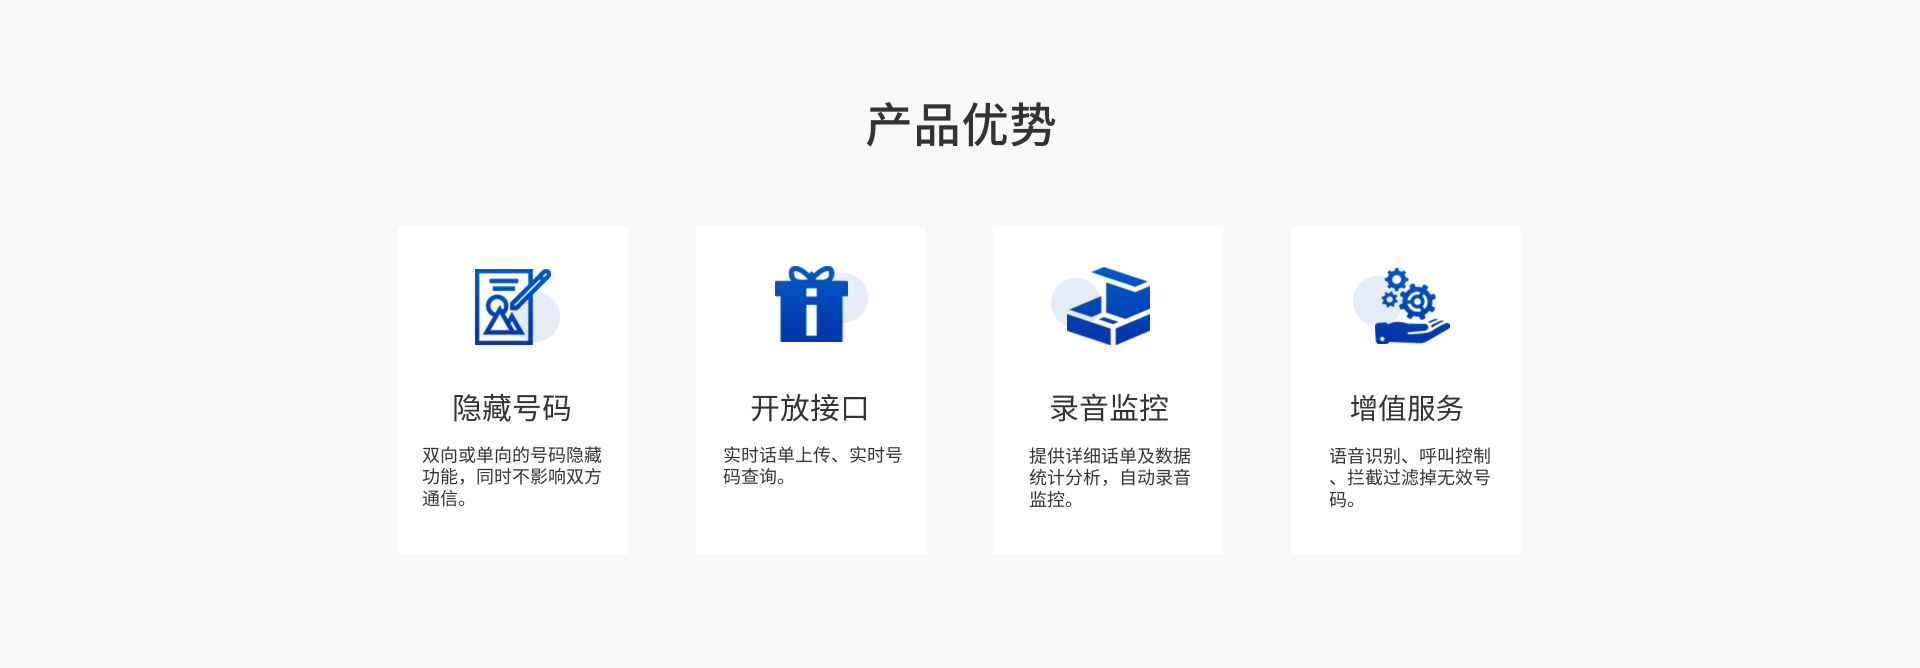 产品优势
隐藏号码
双向或单向的号码隐藏
功能，同时不影响双方
通信。
开放接口
实时话单上传、实时号
码查询。
录音监控
提供详细话单及数据
统计分析，自动录音
监控。
增值服务
语音识别、呼叫控制
、拦截过滤掉无效号
码。